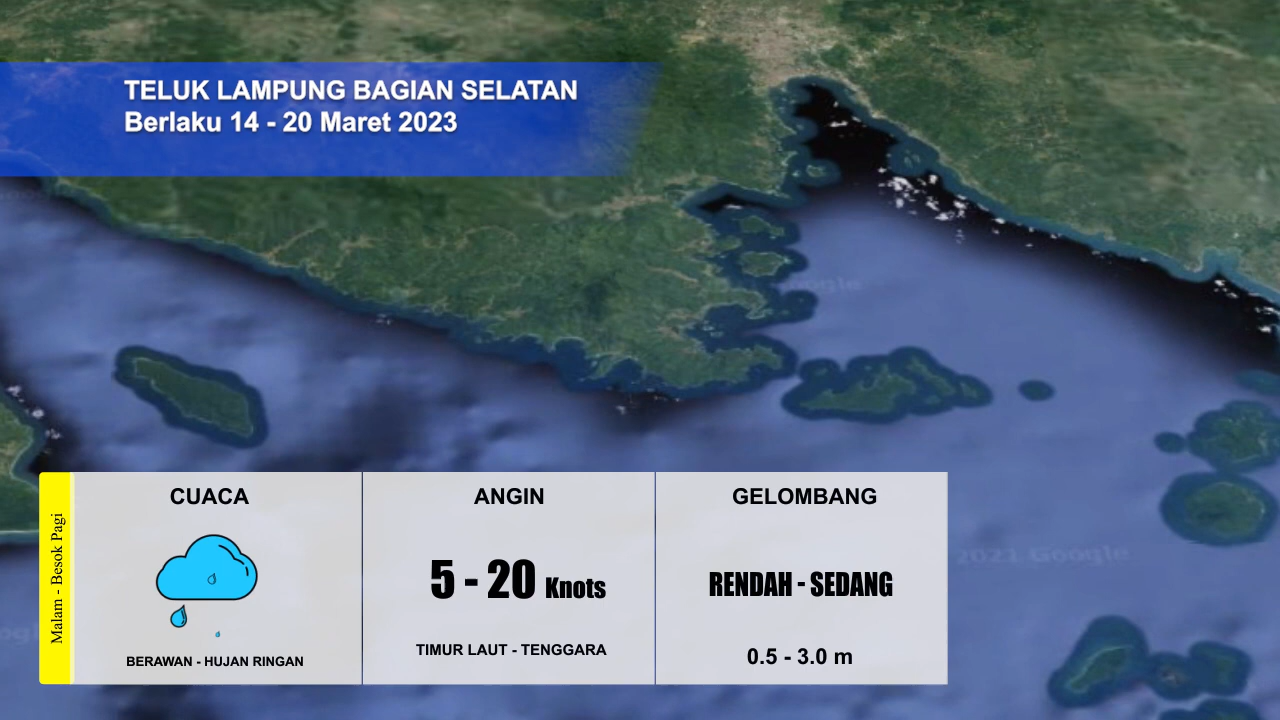 TELUK LAMPUNG BAGIAN SELATAN
Berlaku 14 - 20 Maret 2023
Malam - Besok Pagi
CUACA
BERAWAN - HUJAN RINGAN
ANGIN
5 - 20 Knots
TIMUR LAUT - TENGGARA
GELOMBANG
RENDAH - SEDANG
0.5 - 3.0 m
2021 Google